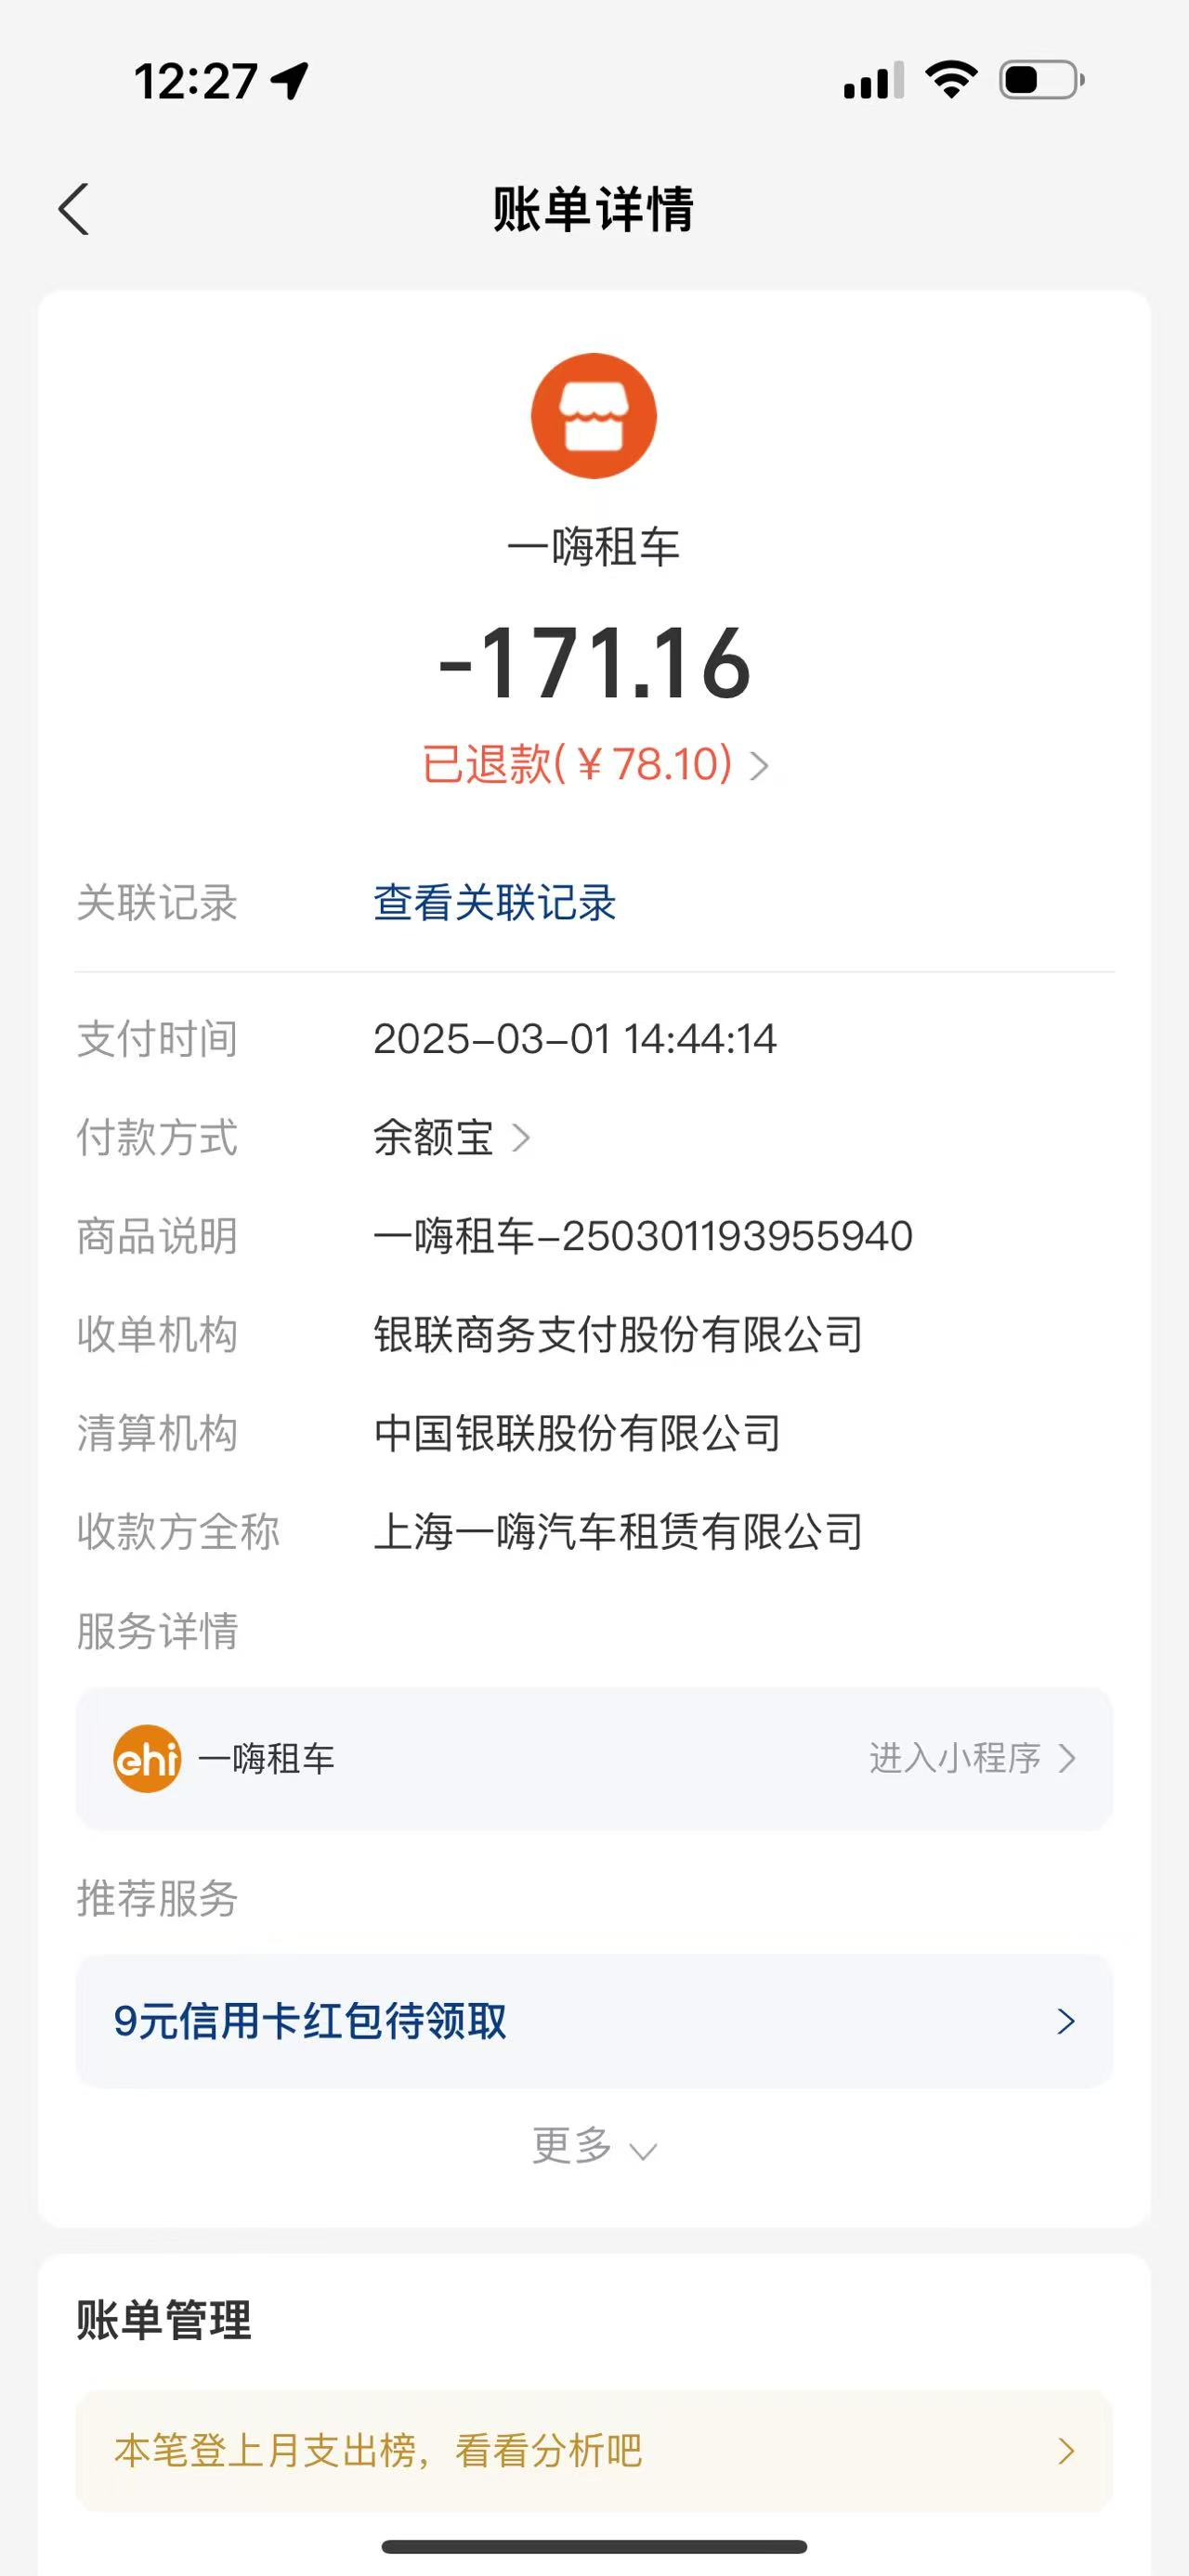 12:27
账单详情
一嗨租车
-171.16
已退款(￥78.10)
关联记录 查看关联记录
支付时间 2025-03-01 14:44:14
付款方式 余额宝
商品说明 一嗨租车-250301193955940
收单机构 银联商务支付股份有限公司
清算机构 中国银联股份有限公司
收款方全称 上海一嗨汽车租赁有限公司
服务详情
ehi 一嗨租车 进入小程序
推荐服务
9元信用卡红包待领取
更多
账单管理
本笔登上月支出榜，看看分析吧